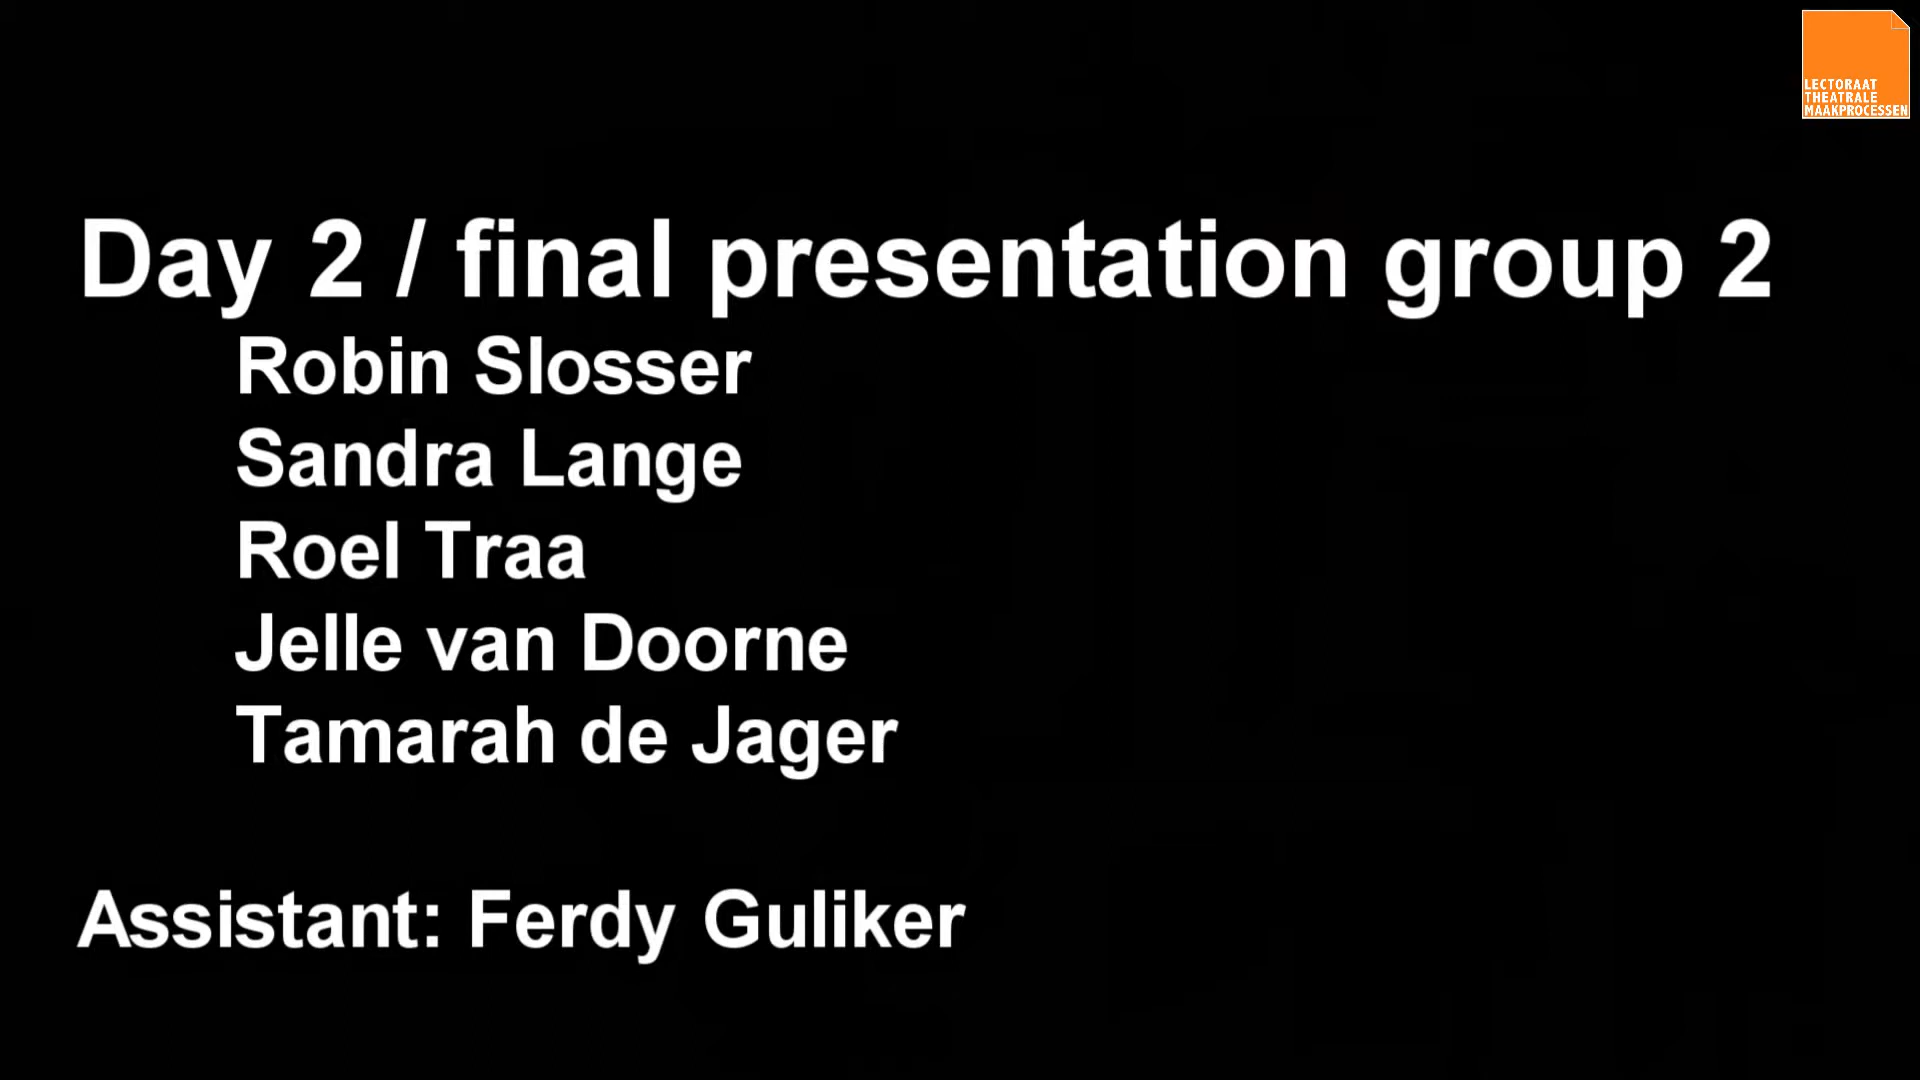 LECTORAAT
THEATRALE
MAAKPROCESSEN
Day 2 / final presentation group 2
Robin Slosser
Sandra Lange
Roel Traa
Jelle van Doorne
Tamarah de Jager
Assistant: Ferdy Guliker